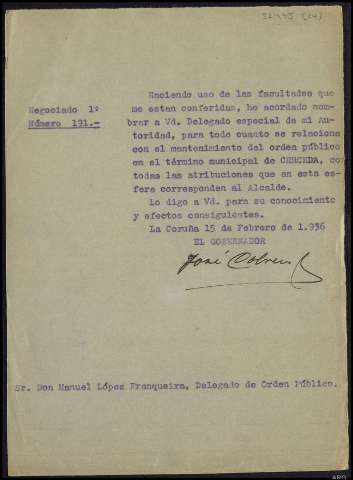 Negociado 1º
Número 191.-
Haciendo uso de las facultades que
me estan conferidas, he acordado nom-
brar a Vd. Delegado especial de mi Au-
toridad, para todo cuanto se relacione
con el mantenimiento del orden público
en el término municipal de CERCEDA, con
todas las atribuciones que en esta es-
fera corresponden al Alcalde.
Lo digo a Vd. para su conocimiento
y efectos consiguientes.
La Coruña 15 de Febrero de 1.936
EL GOBERNADOR
José
Sr. Don Manuel López Franqueira, Delegado de Orden Público.